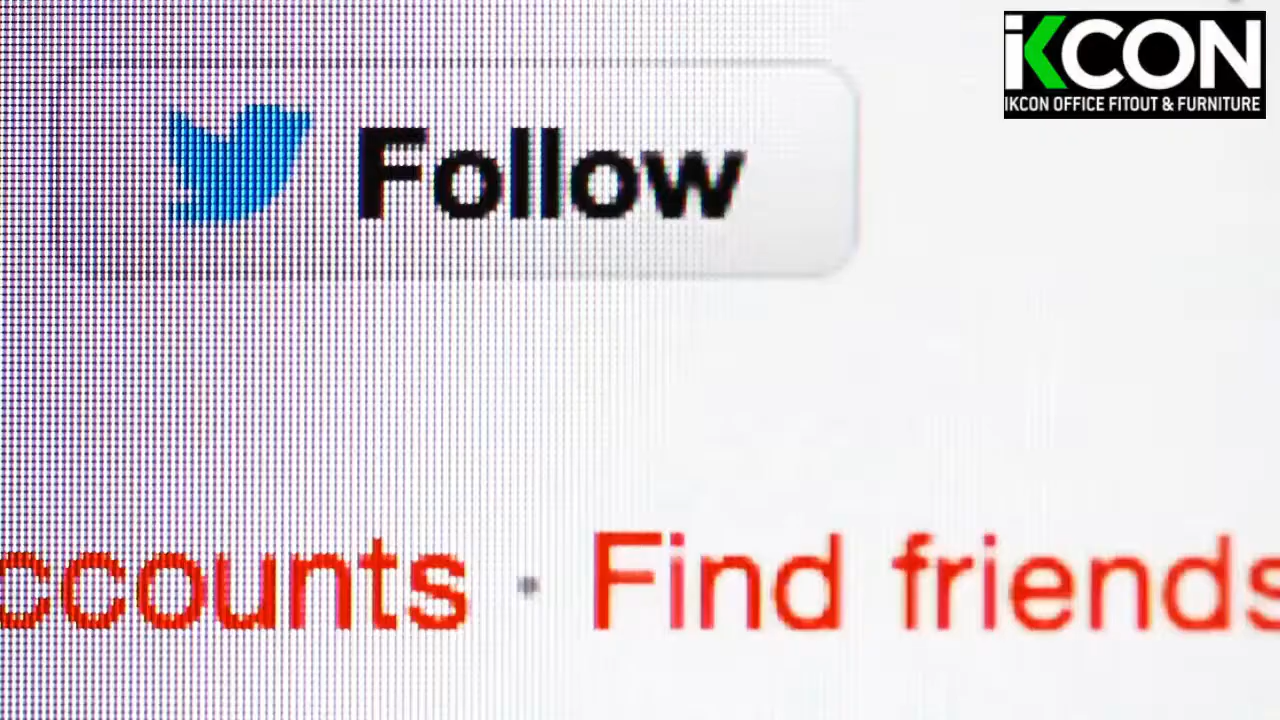 iKCON
IKCON OFFICE FITOUT & FURNITURE
Follow
ccounts · Find friends